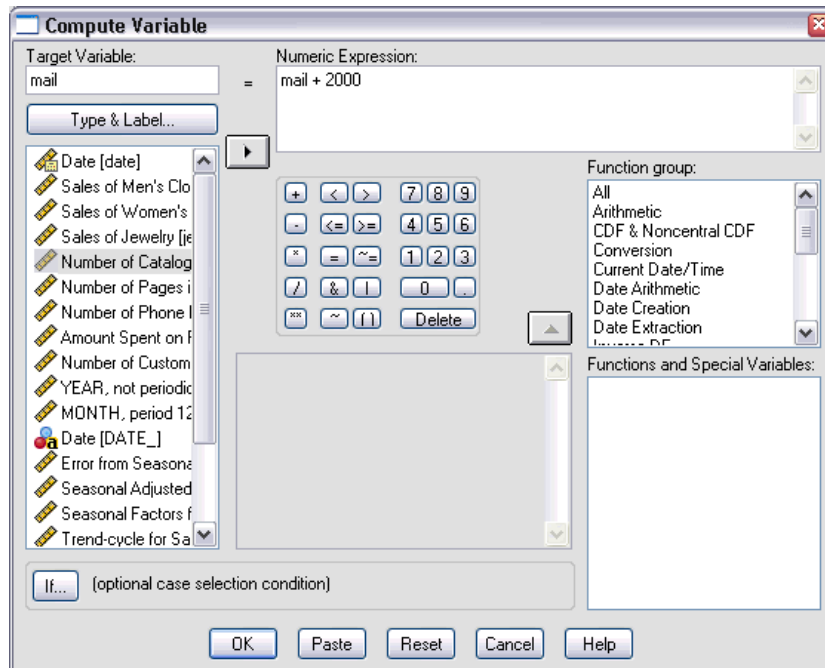 Compute Variable
Target Variable:
mail
=
Numeric Expression:
mail + 2000
Type & Label...
Date [date]
Sales of Men's Clo
Sales of Women's
Sales of Jewelry [je
Number of Catalog
Number of Pages i
Number of Phone l
Amount Spent on F
Number of Custom
YEAR, not periodic
MONTH, period 12
Date [DATE_]
Error from Seasona
Seasonal Adjusted
Seasonal Factors f
Trend-cycle for Sa
+ < > 7 8 9
- <= >= 4 5 6
* = ~= 1 2 3
/ & | 0 .
** ~ ( ) Delete
Function group:
All
Arithmetic
CDF & Noncentral CDF
Conversion
Current Date/Time
Date Arithmetic
Date Creation
Date Extraction
Inverse DF
Functions and Special Variables:
If... (optional case selection condition)
OK Paste Reset Cancel Help